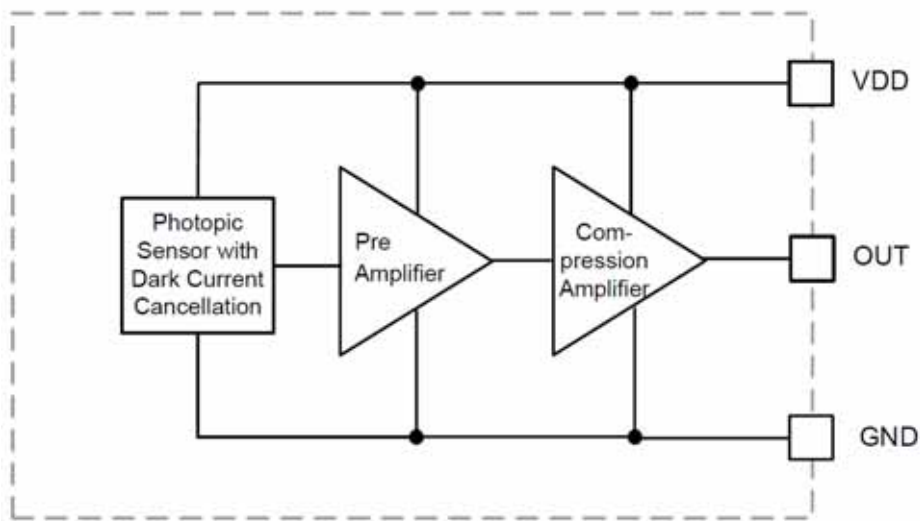 VDD
Photopic
Sensor with
Dark Current
Cancellation
Pre
Amplifier
Com-
pression
Amplifier
OUT
GND